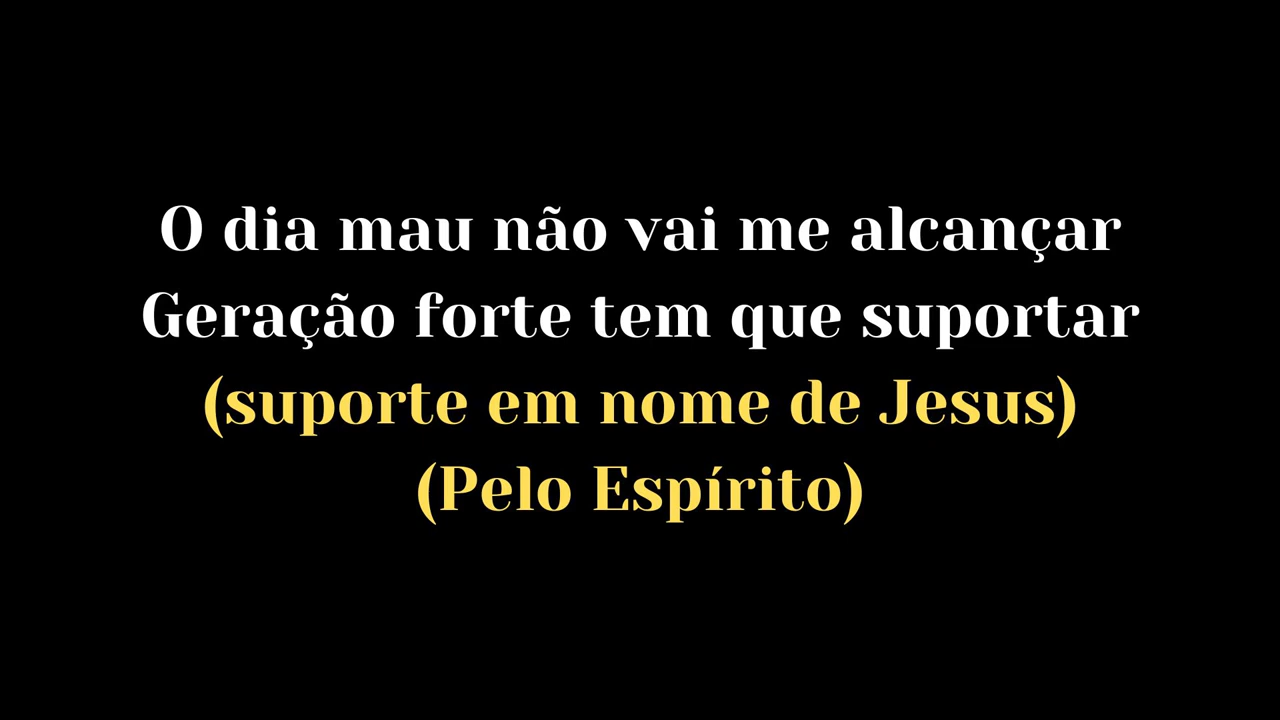 O dia mau não vai me alcançar
Geração forte tem que suportar
(suporte em nome de Jesus)
(Pelo Espírito)